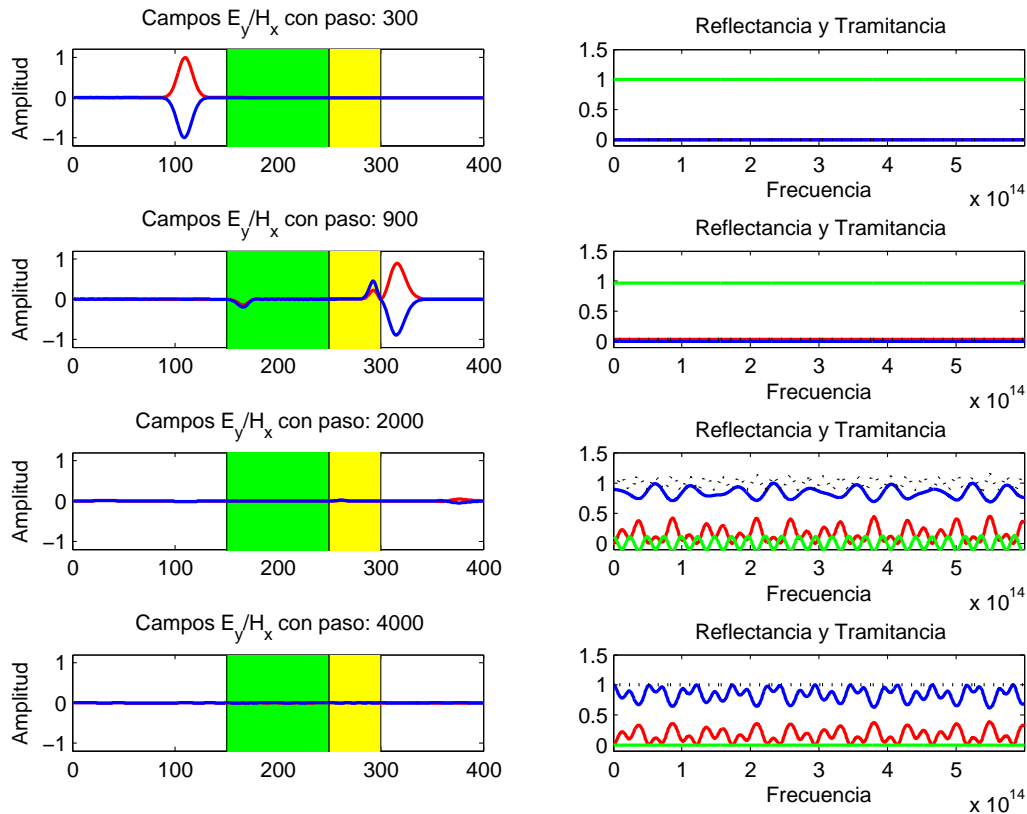 Campos E_y/H_x con paso: 300
Amplitud
1
0
−1
0 100 200 300 400
Reflectancia y Tramitancia
1.5
1
0.5
0
0 1 2 3 4 5
Frecuencia
x 10^14
Campos E_y/H_x con paso: 900
Amplitud
1
0
−1
0 100 200 300 400
Reflectancia y Tramitancia
1.5
1
0.5
0
0 1 2 3 4 5
Frecuencia
x 10^14
Campos E_y/H_x con paso: 2000
Amplitud
1
0
−1
0 100 200 300 400
Reflectancia y Tramitancia
1.5
1
0.5
0
0 1 2 3 4 5
Frecuencia
x 10^14
Campos E_y/H_x con paso: 4000
Amplitud
1
0
−1
0 100 200 300 400
Reflectancia y Tramitancia
1.5
1
0.5
0
0 1 2 3 4 5
Frecuencia
x 10^14